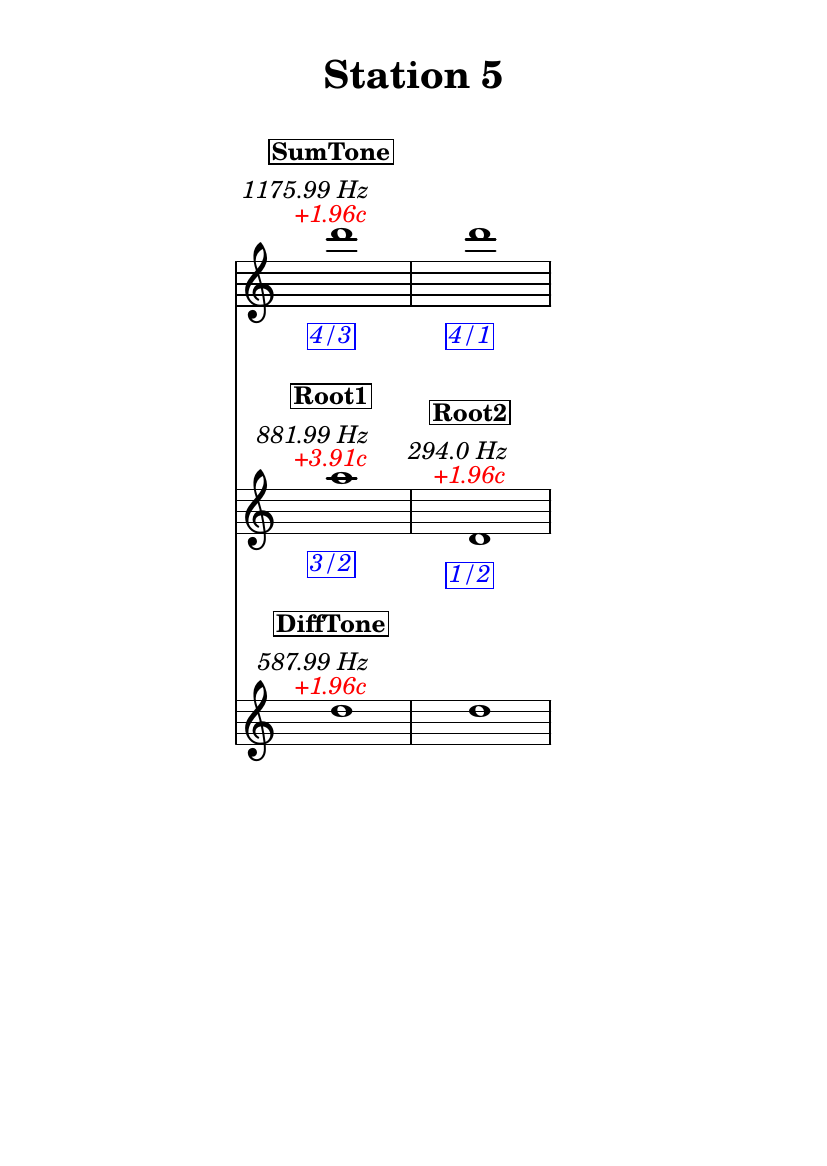 Station 5
SumTone
1175.99 Hz
+1.96c
4/3
4/1
Root1
881.99 Hz
+3.91c
3/2
Root2
294.0 Hz
+1.96c
1/2
DiffTone
587.99 Hz
+1.96c